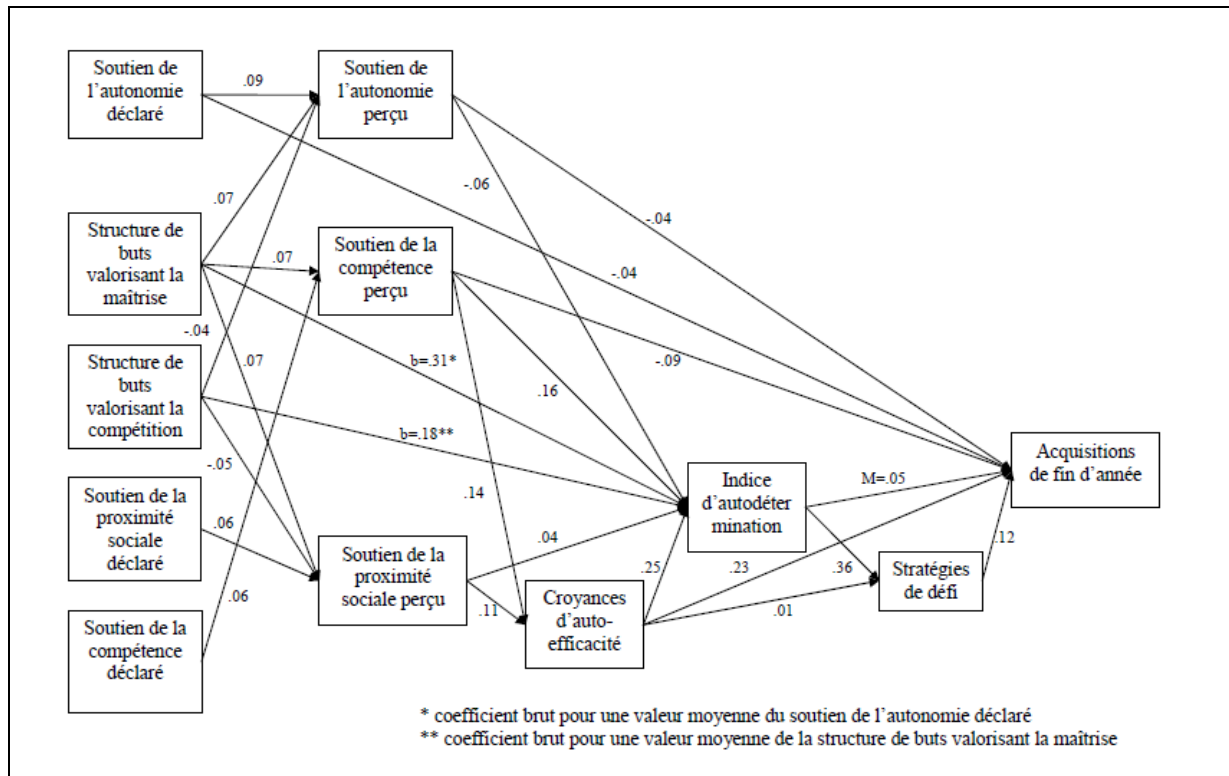 Soutien de
l'autonomie
déclaré
.09
Soutien de
l'autonomie
perçu
-.06
-.04
.07
-.04
Structure de
buts
valorisant la
maîtrise
.07
Soutien de la
compétence
perçu
-.04
.07
b=.31*
-.09
.16
Structure de
buts
valorisant la
compétition
b=.18**
-.05
.14
Acquisitions
de fin d'année
Indice
d'autodéter
mination
M=.05
Soutien de la
proximité
sociale
déclaré
.06
Soutien de la
proximité
sociale perçu
.04
.12
.25
.23
.36
Stratégies
de défi
.06
.11
Croyances
d'auto-
efficacité
.01
Soutien de la
compétence
déclaré
* coefficient brut pour une valeur moyenne du soutien de l'autonomie déclaré
** coefficient brut pour une valeur moyenne de la structure de buts valorisant la maîtrise